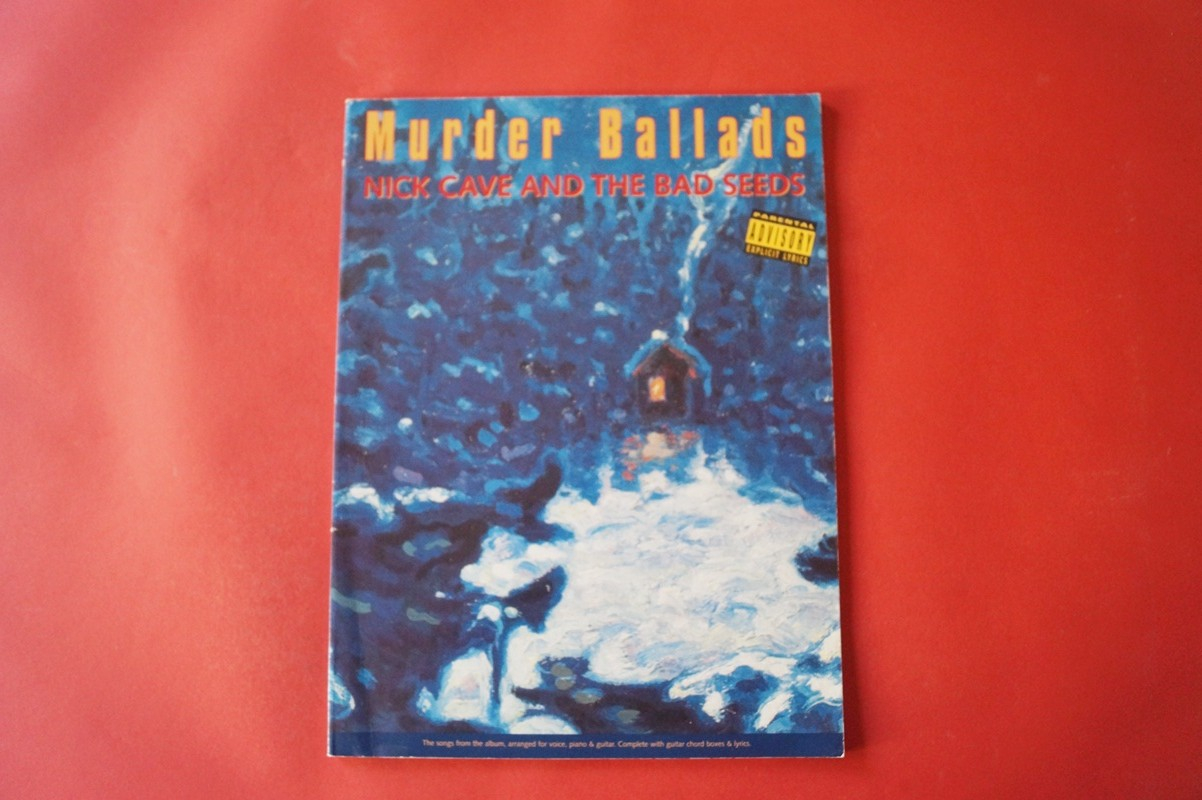 Murder Ballads
NICK CAVE AND THE BAD SEEDS
PARENTAL
ADVISORY
EXPLICIT LYRICS
The songs from the album, arranged for voice, piano & guitar. Complete with guitar chord boxes & lyrics.